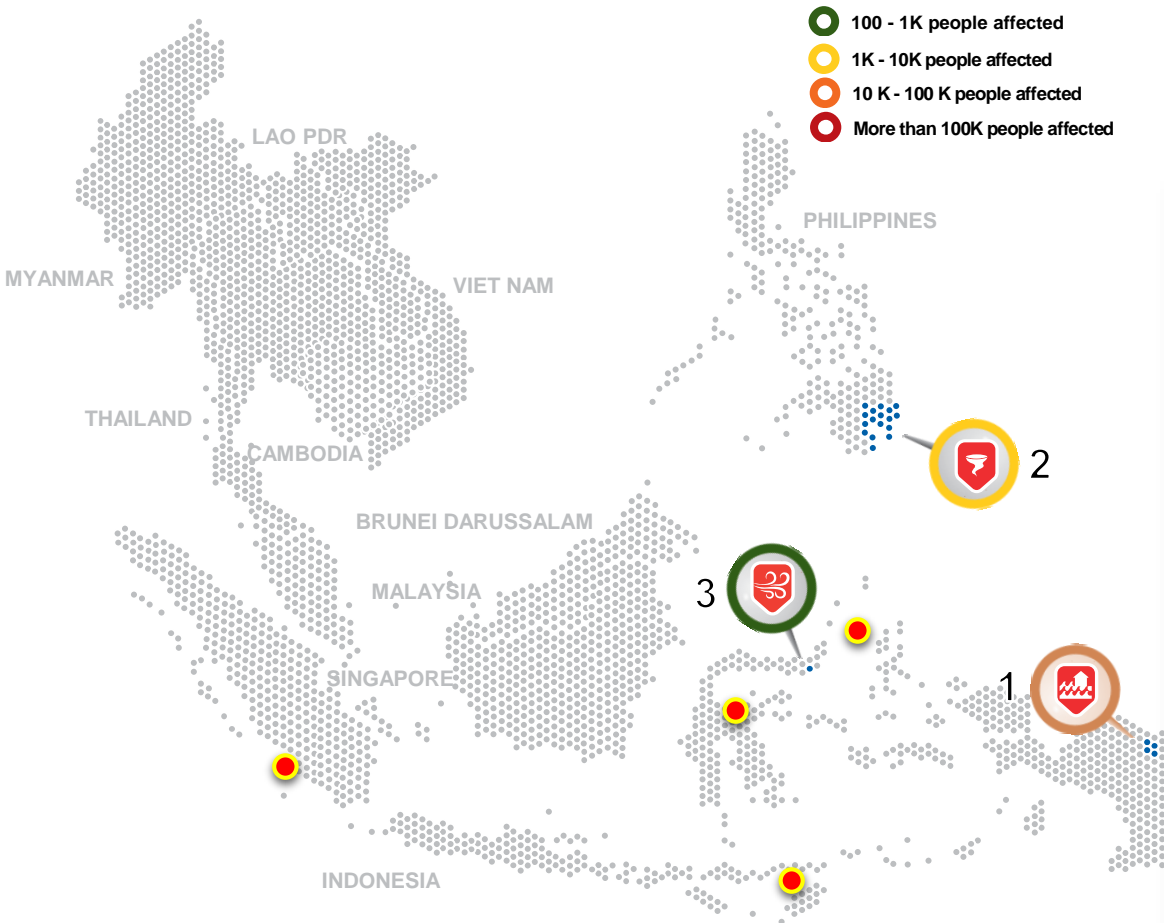 100 - 1K people affected
1K - 10K people affected
10 K - 100 K people affected
More than 100K people affected
LAO PDR
PHILIPPINES
MYANMAR
VIET NAM
THAILAND
CAMBODIA
2
BRUNEI DARUSSALAM
3
MALAYSIA
SINGAPORE
1
INDONESIA